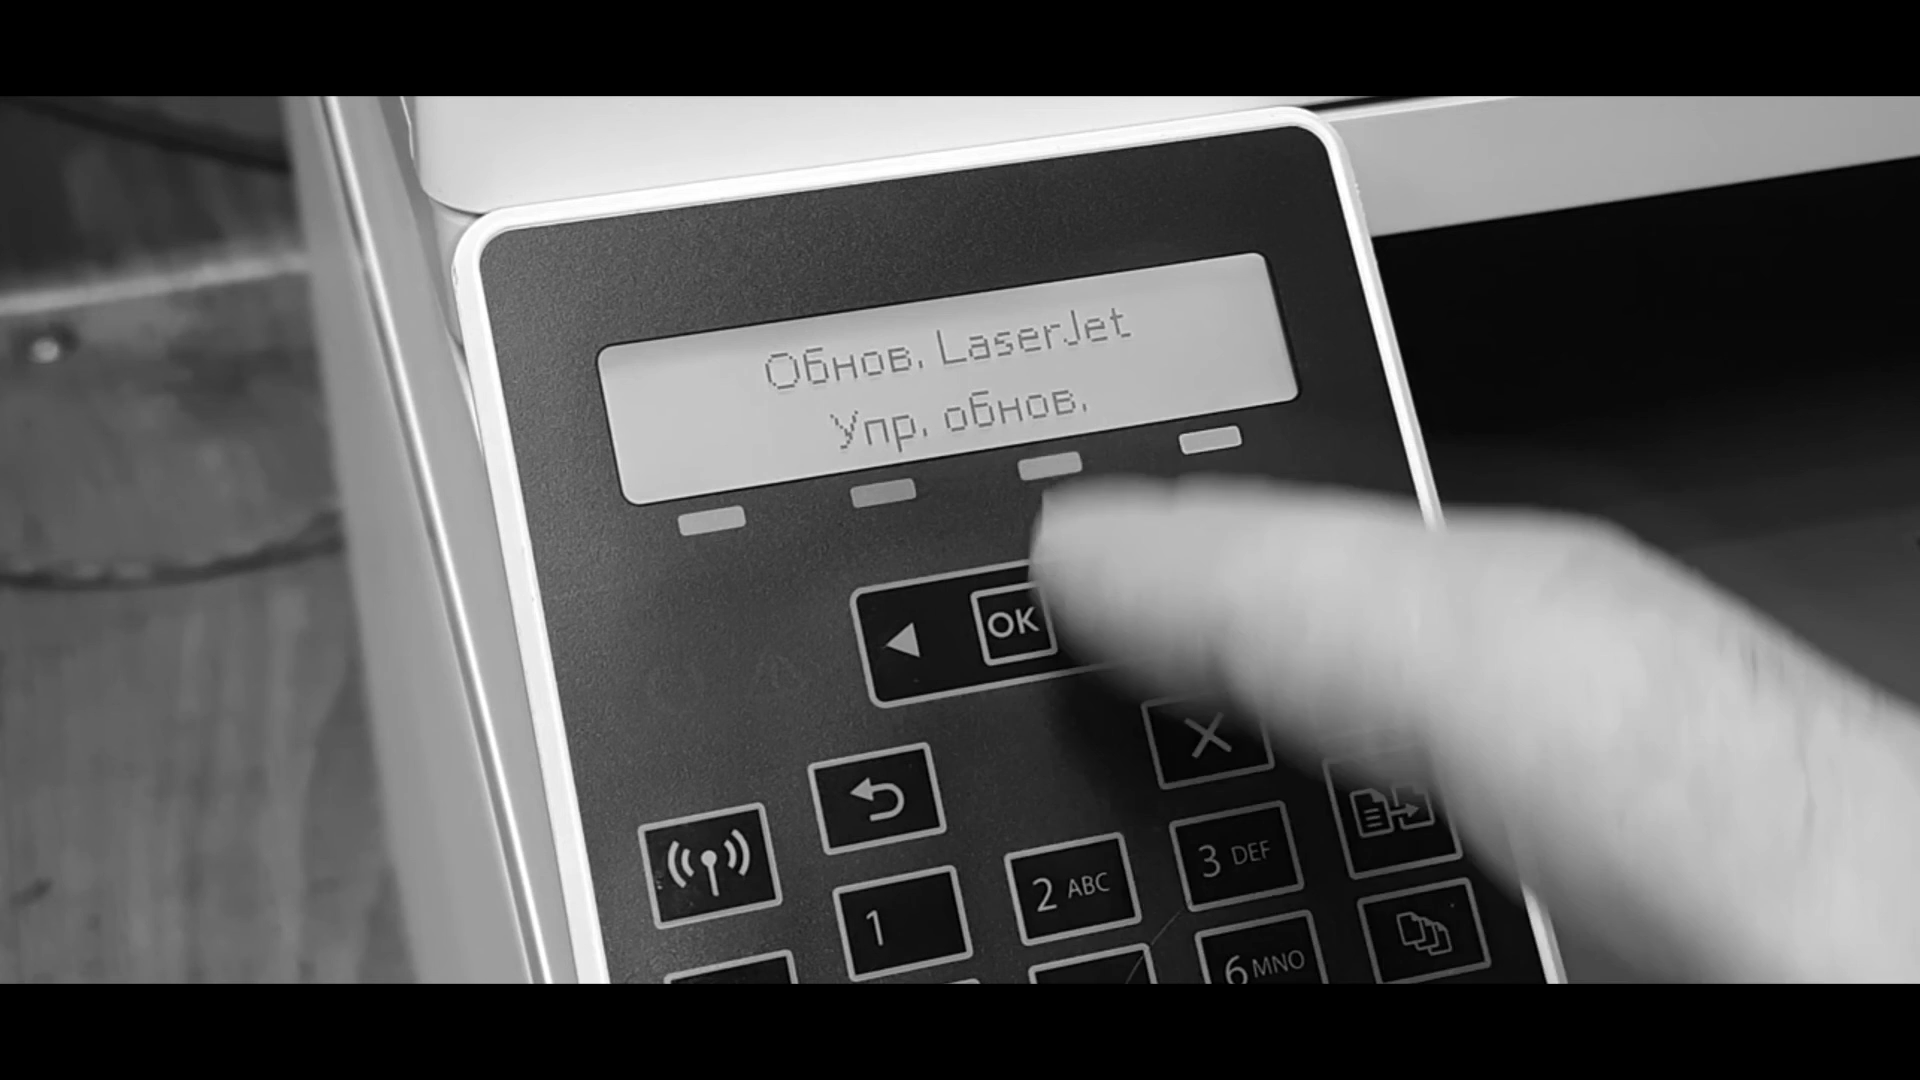 Обнов. LaserJet
Упр. обнов.
OK
1
2 ABC
3 DEF
6 MNO